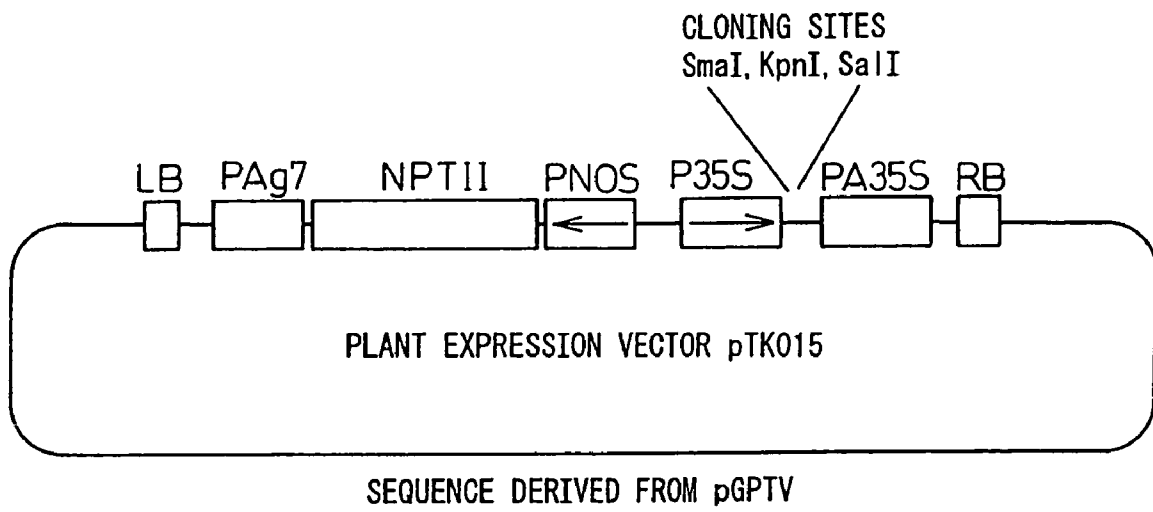 CLONING SITES
SmaI, KpnI, SalI
LB PAg7 NPTII PNOS P35S PA35S RB
PLANT EXPRESSION VECTOR pTK015
SEQUENCE DERIVED FROM pGPTV